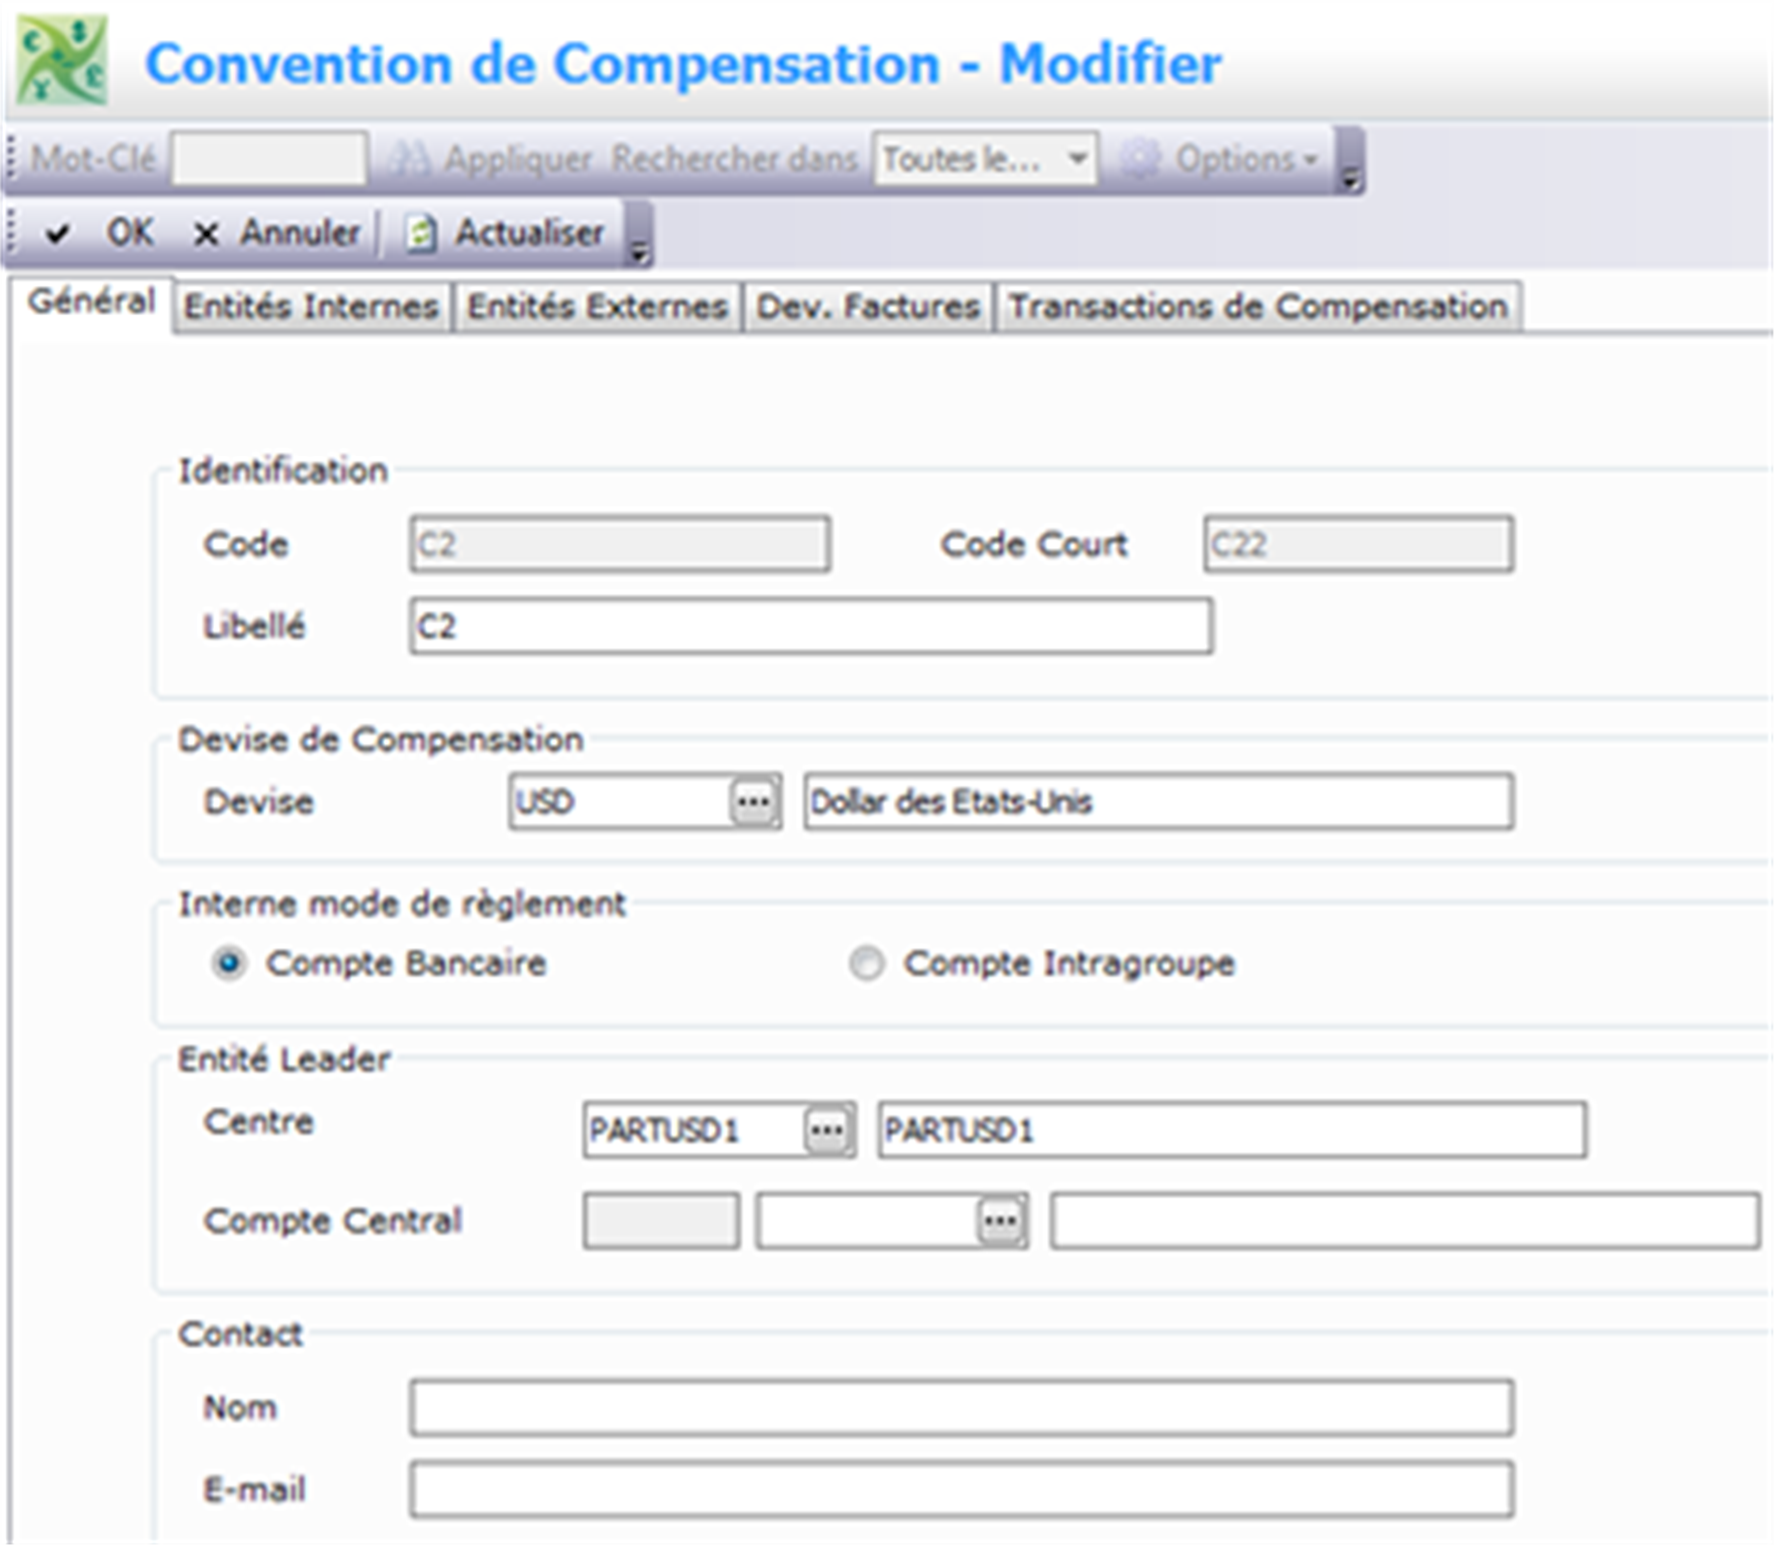 Convention de Compensation - Modifier
Mot-Clé Appliquer Rechercher dans Toutes le... Options
OK Annuler Actualiser
Général Entités Internes Entités Externes Dev. Factures Transactions de Compensation
Identification
Code C2 Code Court C22
Libellé C2
Devise de Compensation
Devise USD ... Dollar des Etats-Unis
Interne mode de règlement
Compte Bancaire Compte Intragroupe
Entité Leader
Centre PARTUSD1 ... PARTUSD1
Compte Central ...
Contact
Nom
E-mail